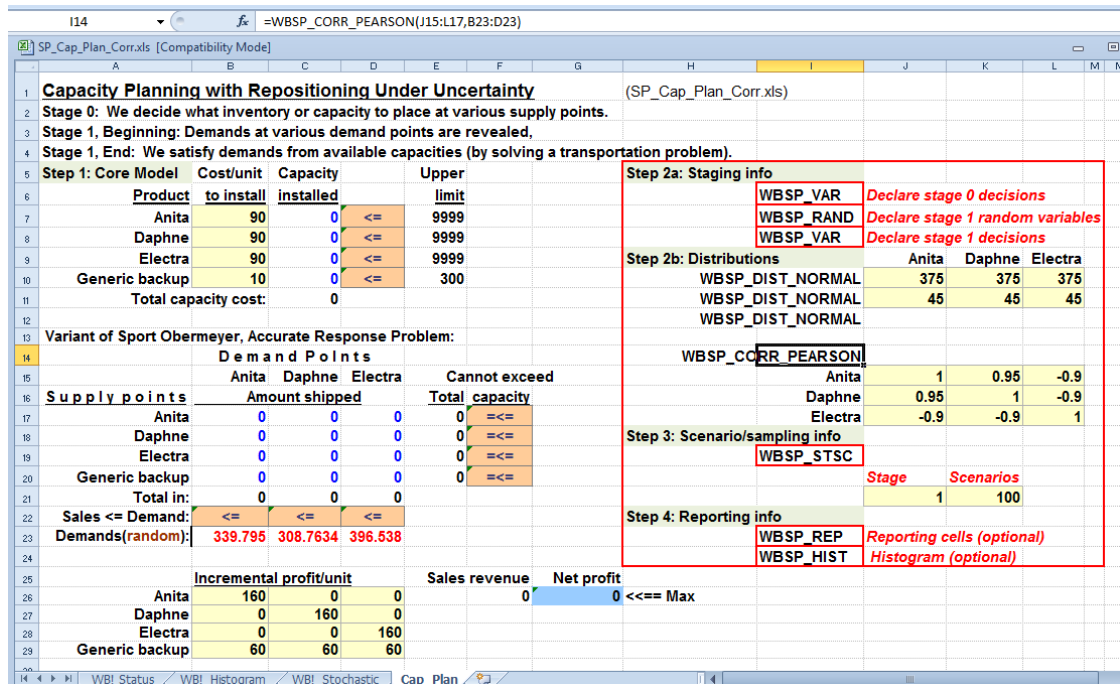 I14 fx =WBSP_CORR_PEARSON(J15:L17,B23:D23)
SP_Cap_Plan_Corr.xls [Compatibility Mode]
A B C D E F G H I J K L M
1 Capacity Planning with Repositioning Under Uncertainty (SP_Cap_Plan_Corr.xls)
2 Stage 0: We decide what inventory or capacity to place at various supply points.
3 Stage 1, Beginning: Demands at various demand points are revealed,
4 Stage 1, End: We satisfy demands from available capacities (by solving a transportation problem).
5 Step 1: Core Model Cost/unit Capacity Upper Step 2a: Staging info
6 Product to install installed limit WBSP_VAR Declare stage 0 decisions
7 Anita 90 0 <= 9999 WBSP_RAND Declare stage 1 random variables
8 Daphne 90 0 <= 9999 WBSP_VAR Declare stage 1 decisions
9 Electra 90 0 <= 9999 Step 2b: Distributions Anita Daphne Electra
10 Generic backup 10 0 <= 300 WBSP_DIST_NORMAL 375 375 375
11 Total capacity cost: 0 WBSP_DIST_NORMAL 45 45 45
12 WBSP_DIST_NORMAL
13 Variant of Sport Obermeyer, Accurate Response Problem:
14 Demand Points WBSP_CORR_PEARSON
15 Anita Daphne Electra Cannot exceed Anita 1 0.95 -0.9
16 Supply points Amount shipped Total capacity Daphne 0.95 1 -0.9
17 Anita 0 0 0 0 =<= Electra -0.9 -0.9 1
18 Daphne 0 0 0 0 =<= Step 3: Scenario/sampling info
19 Electra 0 0 0 0 =<= WBSP_STSC
20 Generic backup 0 0 0 0 =<= Stage Scenarios
21 Total in: 0 0 0 1 100
22 Sales <= Demand: <= <= <= Step 4: Reporting info
23 Demands(random): 339.795 308.7634 396.538 WBSP_REP Reporting cells (optional)
24 WBSP_HIST Histogram (optional)
25 Incremental profit/unit Sales revenue Net profit
26 Anita 160 0 0 0 0 <<== Max
27 Daphne 0 160 0
28 Electra 0 0 160
29 Generic backup 60 60 60
WB! Status WB! Histogram WB! Stochastic Cap_Plan